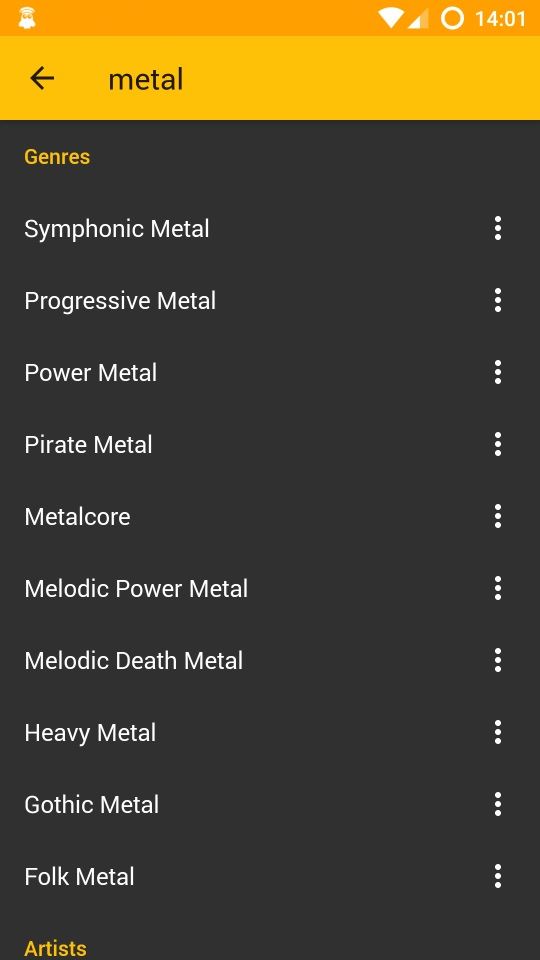 14:01
metal
Genres
Symphonic Metal
Progressive Metal
Power Metal
Pirate Metal
Metalcore
Melodic Power Metal
Melodic Death Metal
Heavy Metal
Gothic Metal
Folk Metal
Artists